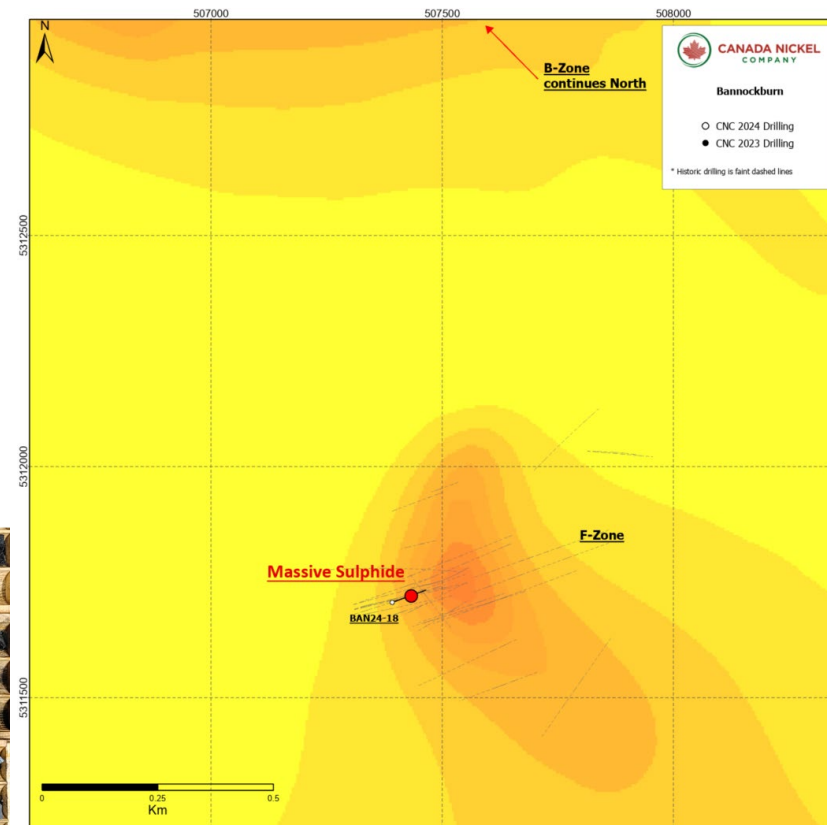 507000
507500
508000
N
B-Zone
continues North
CANADA NICKEL
COMPANY
Bannockburn
CNC 2024 Drilling
CNC 2023 Drilling
* Historic drilling is faint dashed lines
5312500
5312000
F-Zone
Massive Sulphide
BAN24-18
5311500
0
0.25
0.5
Km